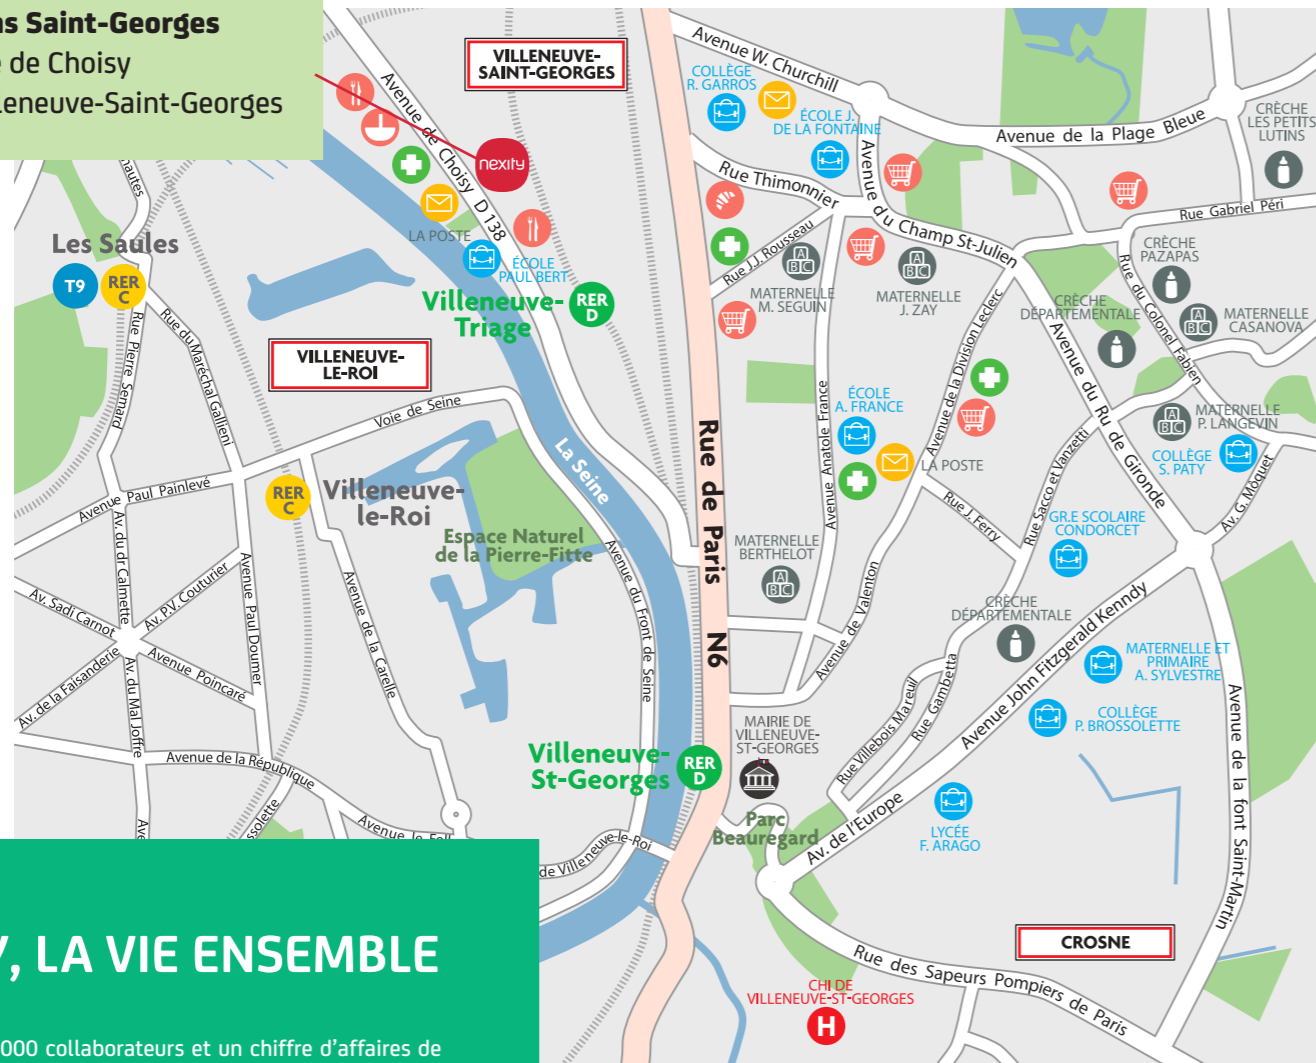 Saint-Georges
de Choisy
leneuve-Saint-Georges
VILLENEUVE-
SAINT-GEORGES
Avenue de Choisy D 138
nexity
LA POSTE
ÉCOLE
PAUL BERT
Villeneuve-
Triage
RER
D
Les Saules
T9
RER
C
Rue Pierre Semard
Rue du Maréchal Gallieni
VILLENEUVE-
LE-ROI
Voie de Seine
La Seine
Avenue Paul Painlevé
RER
C
Villeneuve-
le-Roi
Espace Naturel
de la Pierre-Fitte
Av. du dr Calmette
Av. Sadi Carnot
Av. P.V. Couturier
Avenue Paul Doumer
Avenue de la Carelle
Avenue du Front de Seine
Av. de la Faisanderie
Av. du Mal Joffre
Avenue Poincaré
Avenue de la République
Villeneuve-
St-Georges
RER
D
de Villeneuve-le-Roi
Avenue W. Churchill
COLLÈGE
R. GARROS
ÉCOLE J.
DE LA FONTAINE
Avenue de la Plage Bleue
CRÈCHE
LES PETITS
LUTINS
Rue Thimonnier
Avenue du Champ St-Julien
Rue Gabriel Péri
Rue J.J. Rousseau
MATERNELLE
M. SEGUIN
A
BC
MATERNELLE
J. ZAY
A
BC
CRÈCHE
PAZAPAS
CRÈCHE
DÉPARTEMENTALE
Rue du Colonel Fabien
MATERNELLE
CASANOVA
A
BC
Avenue de la Division Leclerc
Avenue du Ru de Gironde
Avenue Anatole France
ÉCOLE
A. FRANCE
LA POSTE
MATERNELLE
P. LANGEVIN
A
BC
COLLÈGE
S. PATY
Av. G. Môquet
Rue de Paris N6
Rue J. Ferry
Rue Sacco et Vanzetti
GR.E SCOLAIRE
CONDORCET
MATERNELLE
BERTHELOT
A
BC
Avenue de Valenton
CRÈCHE
DÉPARTEMENTALE
Avenue John Fitzgerald Kenndy
MATERNELLE ET
PRIMAIRE
A. SYLVESTRE
COLLÈGE
P. BROSSOLETTE
Rue Villebois Mareuil
Rue Gambetta
MAIRIE DE
VILLENEUVE-
ST-GEORGES
Parc
Beauregard
Av. de l'Europe
LYCÉE
F. ARAGO
Avenue de la font Saint-Martin
CROSNE
Rue des Sapeurs Pompiers de Paris
CHI DE
VILLENEUVE-ST-GEORGES
H
, LA VIE ENSEMBLE
000 collaborateurs et un chiffre d'affaires de